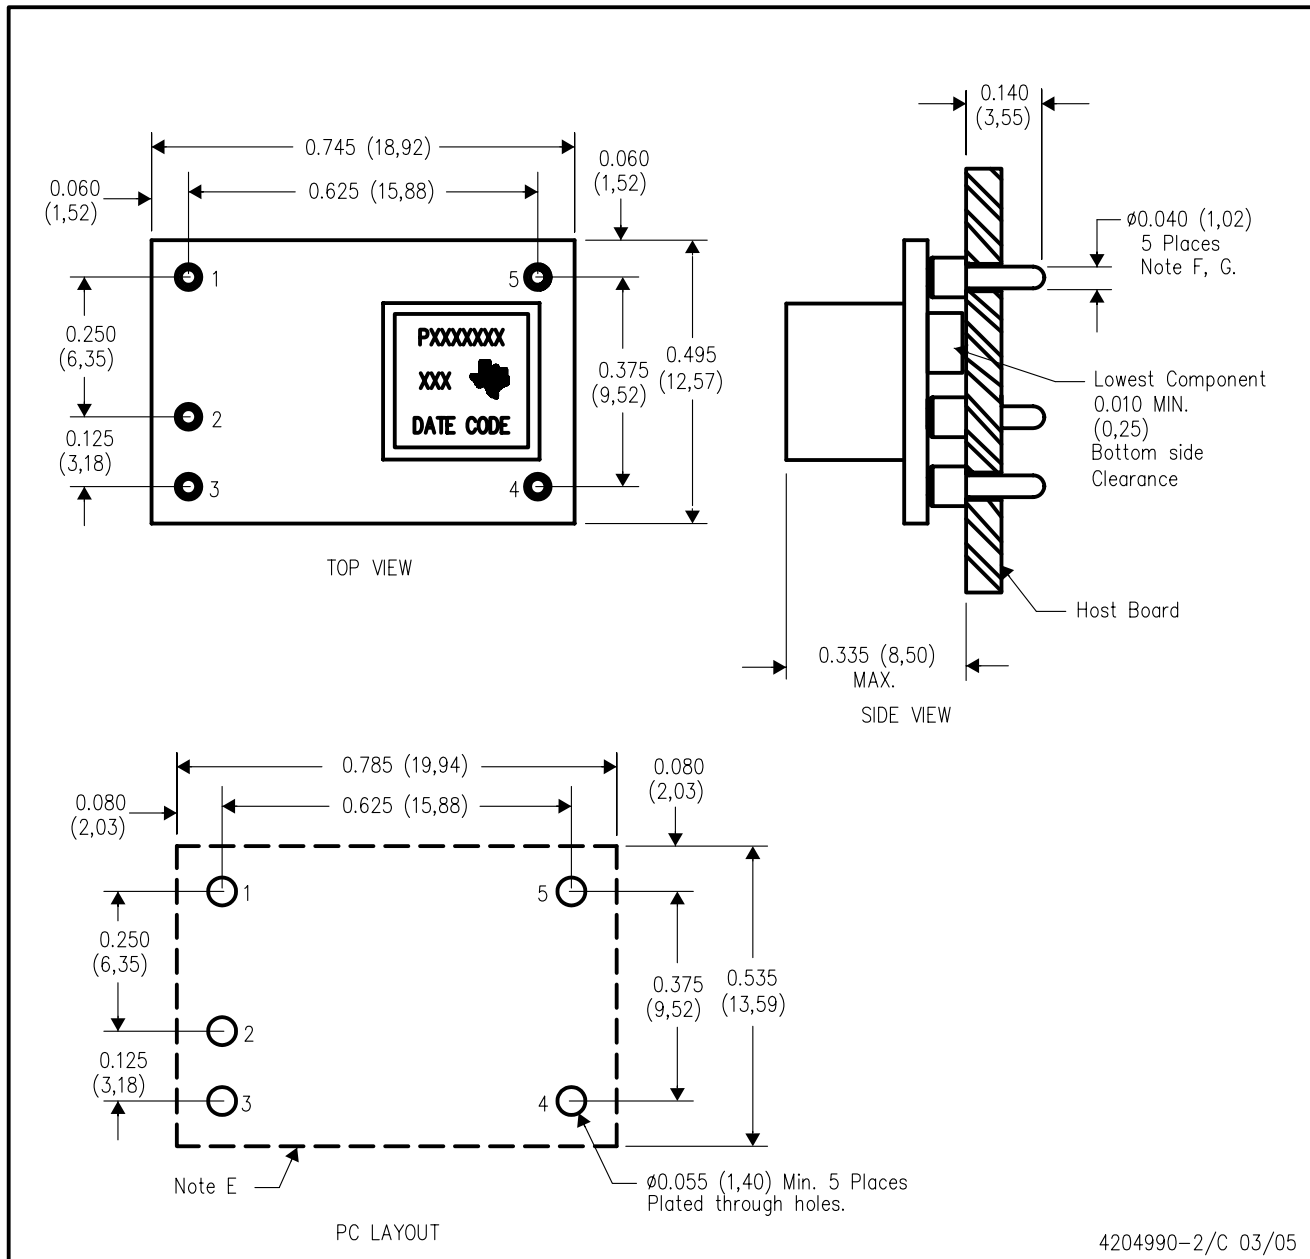 0.745 (18,92)
0.625 (15,88)
0.060
(1,52)
0.060
(1,52)
1
5
0.250
(6,35)
PXXXXXXX
XXX
DATE CODE
0.375
(9,52)
0.495
(12,57)
2
0.125
(3,18)
3
4
TOP VIEW
0.140
(3,55)
ø0.040 (1,02)
5 Places
Note F, G.
Lowest Component
0.010 MIN.
(0,25)
Bottom side
Clearance
Host Board
0.335 (8,50)
MAX.
SIDE VIEW
0.785 (19,94)
0.625 (15,88)
0.080
(2,03)
0.080
(2,03)
1
5
0.250
(6,35)
0.375
(9,52)
0.535
(13,59)
2
0.125
(3,18)
3
4
Note E
ø0.055 (1,40) Min. 5 Places
Plated through holes.
PC LAYOUT
4204990-2/C 03/05